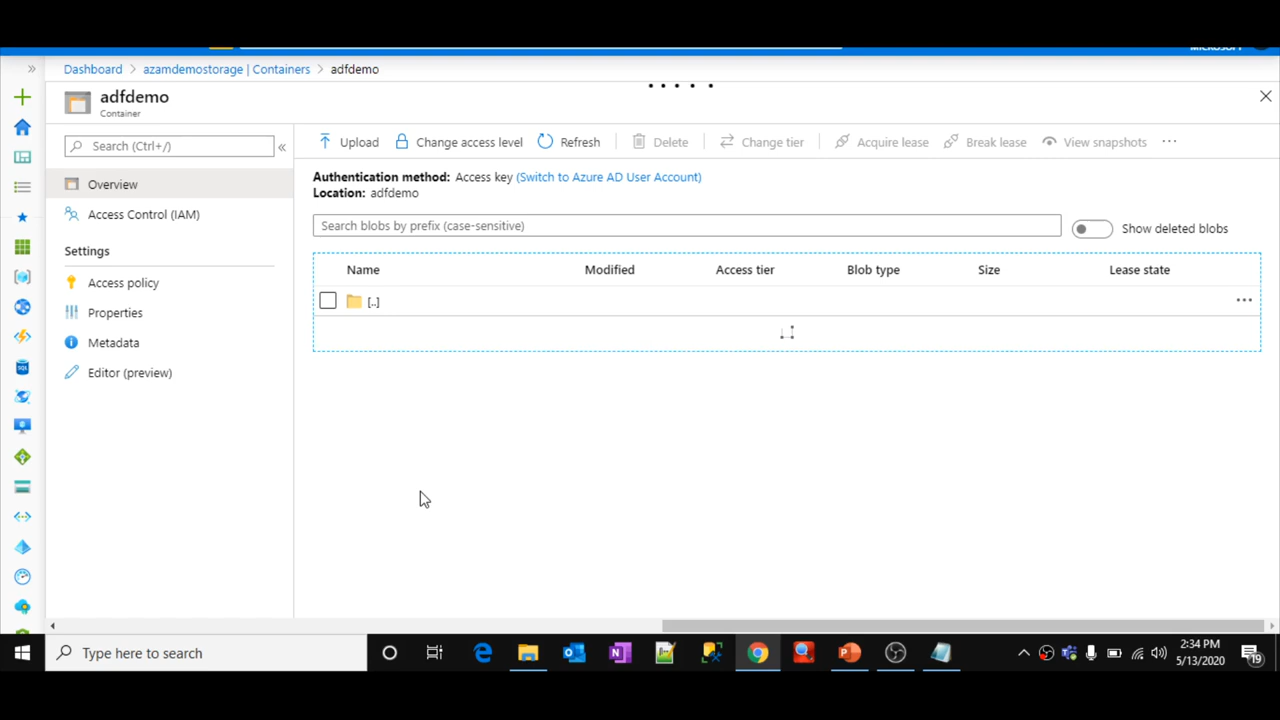 MICROSOFT
Dashboard > azamdemostorage | Containers > adfdemo
adfdemo
Container
Search (Ctrl+/)
«
Upload
Change access level
Refresh
Delete
Change tier
Acquire lease
Break lease
View snapshots
Overview
Access Control (IAM)
Settings
Access policy
Properties
Metadata
Editor (preview)
Authentication method: Access key (Switch to Azure AD User Account)
Location: adfdemo
Search blobs by prefix (case-sensitive)
Show deleted blobs
Name Modified Access tier Blob type Size Lease state
[..]
Type here to search
2:34 PM
5/13/2020
19